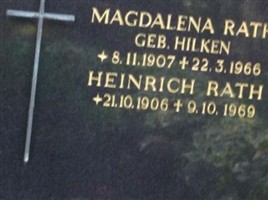 MAGDALENA RATH
GEB. HILKEN
✦ 8.11.1907 ✝ 22.3.1966
HEINRICH RATH
✦ 21.10.1906 ✝ 9.10.1969